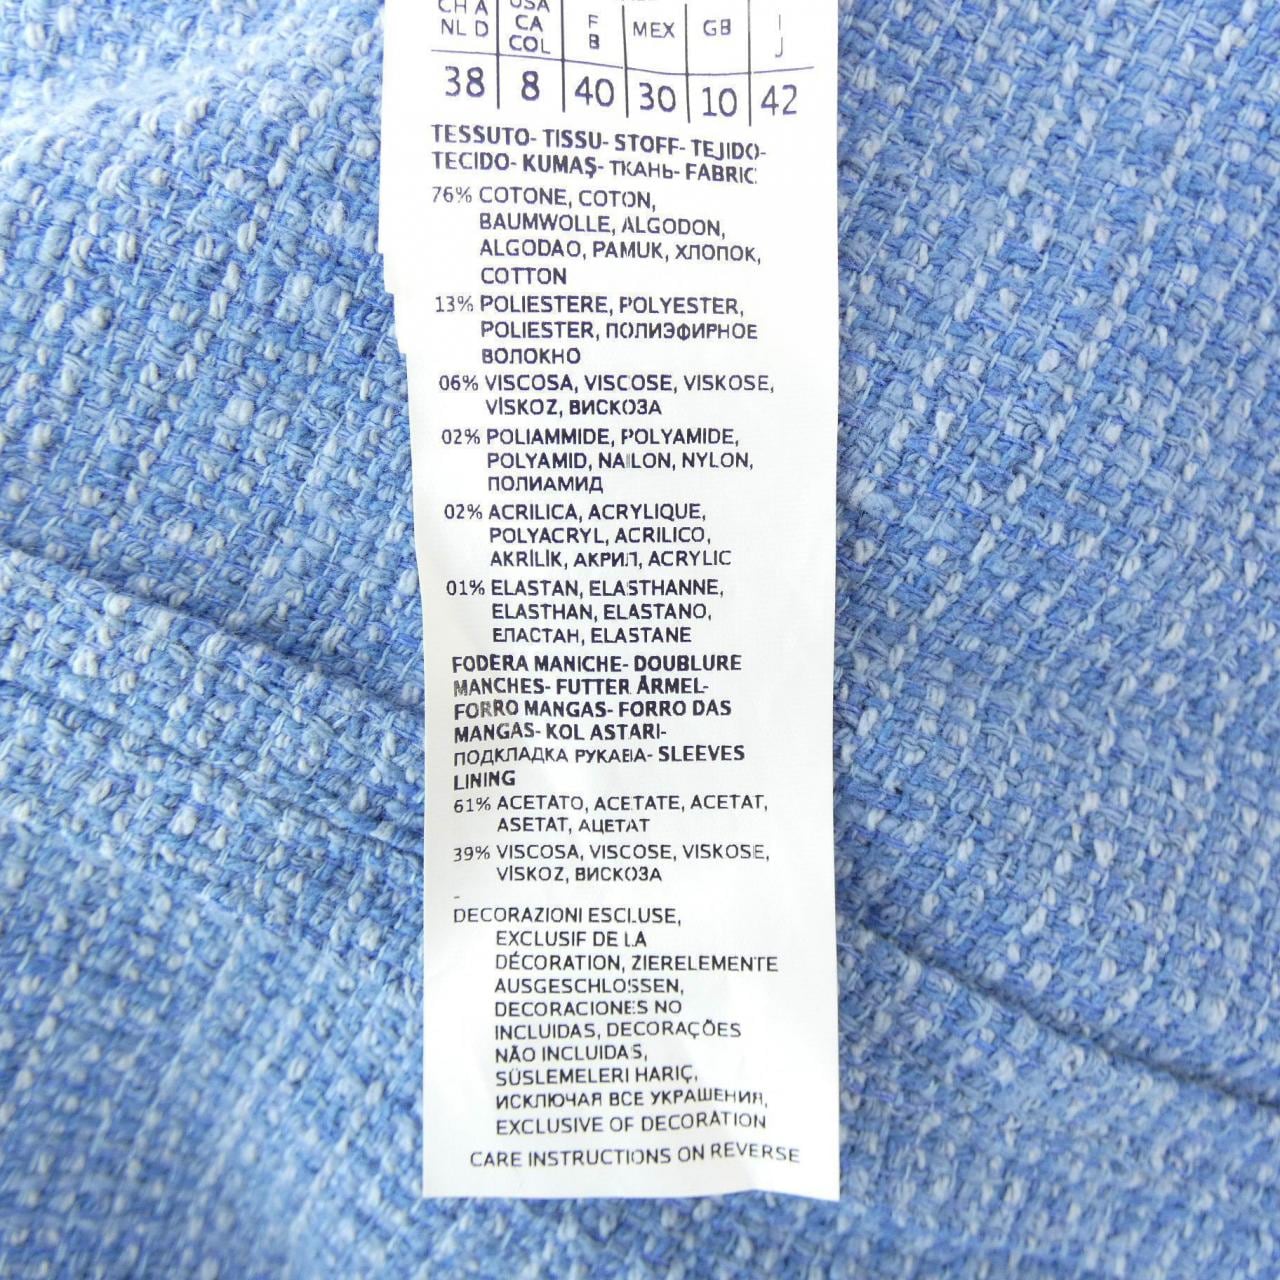 CH A USA
NL D CA F MEX GB I
COL B J
38 8 40 30 10 42
TESSUTO- TISSU- STOFF- TEJIDO-
TECIDO- KUMAŞ- ТКАНЬ- FABRIC:
76% COTONE, COTON,
BAUMWOLLE, ALGODON,
ALGODAO, PAMUK, ХЛОПОК,
COTTON
13% POLIESTERE, POLYESTER,
POLIESTER, ПОЛИЭФИРНОЕ
ВОЛОКНО
06% VISCOSA, VISCOSE, VISKOSE,
VİSKOZ, ВИСКОЗА
02% POLIAMMIDE, POLYAMIDE,
POLYAMID, NAILON, NYLON,
ПОЛИАМИД
02% ACRILICA, ACRYLIQUE,
POLYACRYL, ACRILICO,
AKRİLİK, АКРИЛ, ACRYLIC
01% ELASTAN, ELASTHANNE,
ELASTHAN, ELASTANO,
ЕЛАСТАН, ELASTANE
FODERA MANICHE- DOUBLURE
MANCHES- FUTTER ÄRMEL-
FORRO MANGAS- FORRO DAS
MANGAS- KOL ASTARI-
ПОДКЛАДКА РУКАВА- SLEEVES
LINING
61% ACETATO, ACETATE, ACETAT,
ASETAT, АЦЕТАТ
39% VISCOSA, VISCOSE, VISKOSE,
VİSKOZ, ВИСКОЗА
-
DECORAZIONI ESCLUSE,
EXCLUSIF DE LA
DÉCORATION, ZIERELEMENTE
AUSGESCHLOSSEN,
DECORACIONES NO
INCLUIDAS, DECORAÇÕES
NÃO INCLUIDAS,
SÜSLEMELERI HARIÇ,
ИСКЛЮЧАЯ ВСЕ УКРАШЕНИЯ,
EXCLUSIVE OF DECORATION
CARE INSTRUCTIONS ON REVERSE